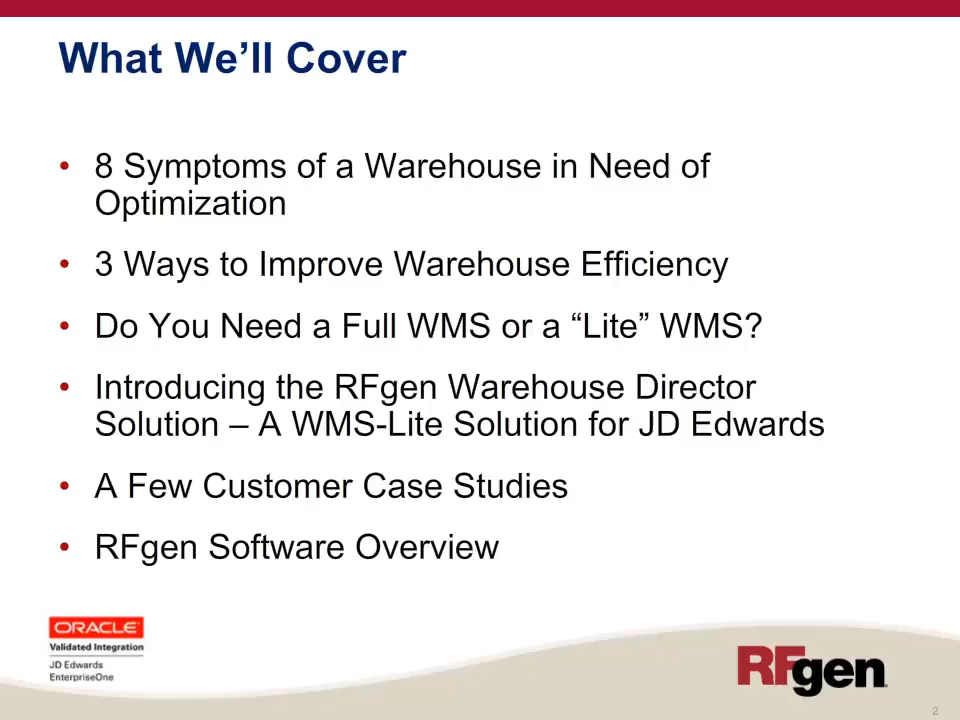 What We’ll Cover
• 8 Symptoms of a Warehouse in Need of
Optimization
• 3 Ways to Improve Warehouse Efficiency
• Do You Need a Full WMS or a “Lite” WMS?
• Introducing the RFgen Warehouse Director
Solution – A WMS-Lite Solution for JD Edwards
• A Few Customer Case Studies
• RFgen Software Overview
ORACLE
Validated Integration
JD Edwards
EnterpriseOne
RFgen
2